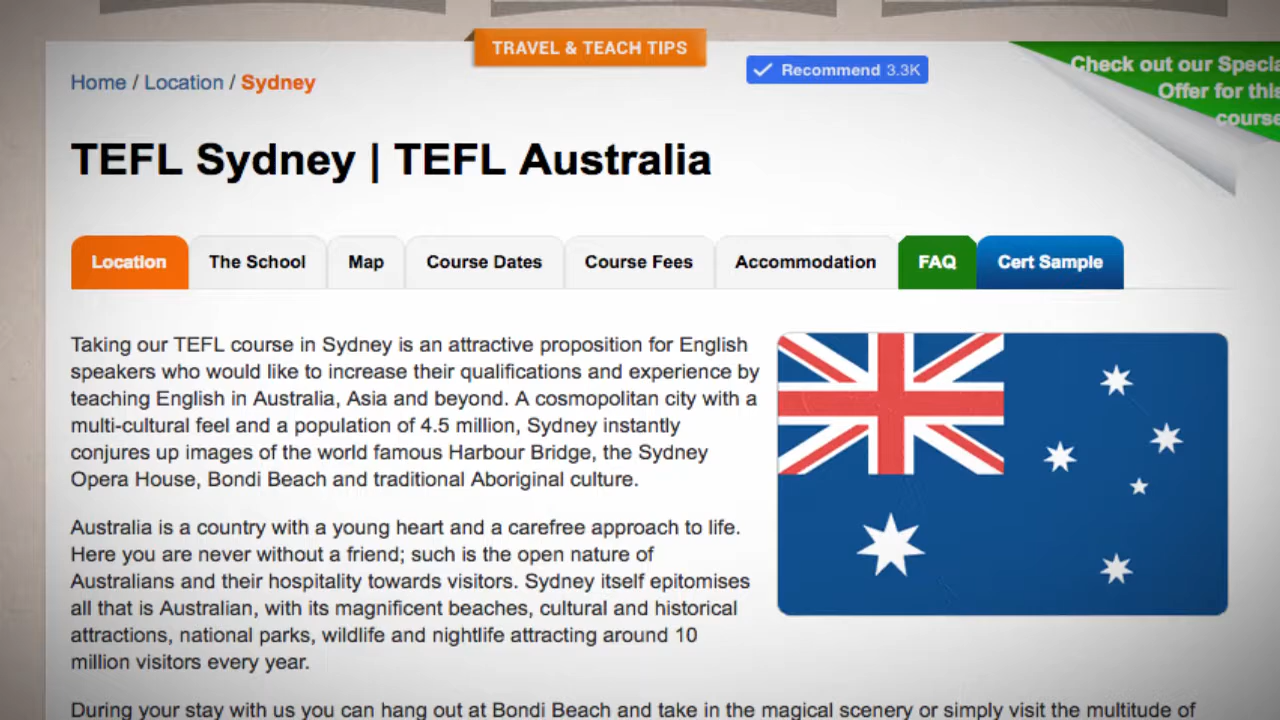 TRAVEL & TEACH TIPS
Home / Location / Sydney
Recommend 3.3K
Check out our Specia
Offer for this
course
TEFL Sydney | TEFL Australia
Location The School Map Course Dates Course Fees Accommodation FAQ Cert Sample
Taking our TEFL course in Sydney is an attractive proposition for English
speakers who would like to increase their qualifications and experience by
teaching English in Australia, Asia and beyond. A cosmopolitan city with a
multi-cultural feel and a population of 4.5 million, Sydney instantly
conjures up images of the world famous Harbour Bridge, the Sydney
Opera House, Bondi Beach and traditional Aboriginal culture.
Australia is a country with a young heart and a carefree approach to life.
Here you are never without a friend; such is the open nature of
Australians and their hospitality towards visitors. Sydney itself epitomises
all that is Australian, with its magnificent beaches, cultural and historical
attractions, national parks, wildlife and nightlife attracting around 10
million visitors every year.
During your stay with us you can hang out at Bondi Beach and take in the magical scenery or simply visit the multitude of